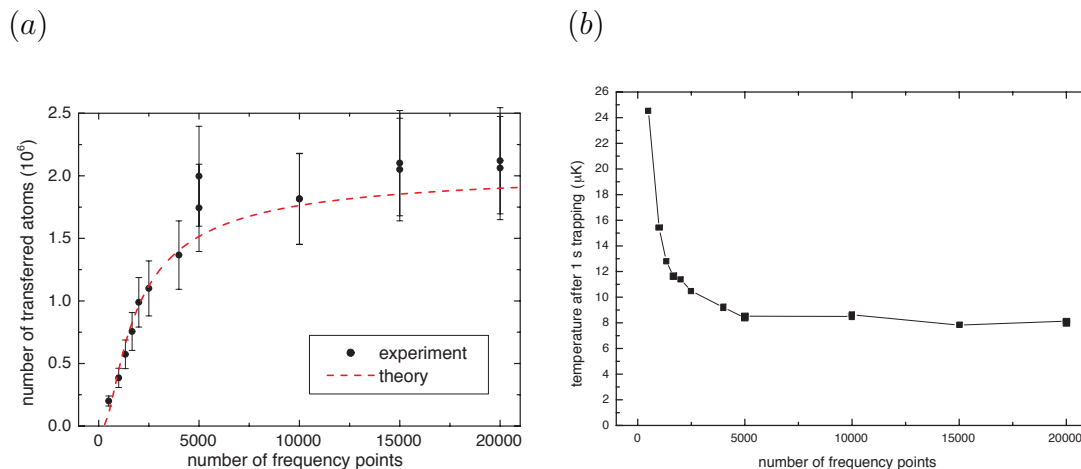 (a)
(b)
number of transferred atoms (10⁶)
2.5
2.0
1.5
1.0
0.5
0.0
experiment
theory
0 5000 10000 15000 20000
number of frequency points
temperature after 1 s trapping (μK)
26
24
22
20
18
16
14
12
10
8
6
4
2
0
0 5000 10000 15000 20000
number of frequency points